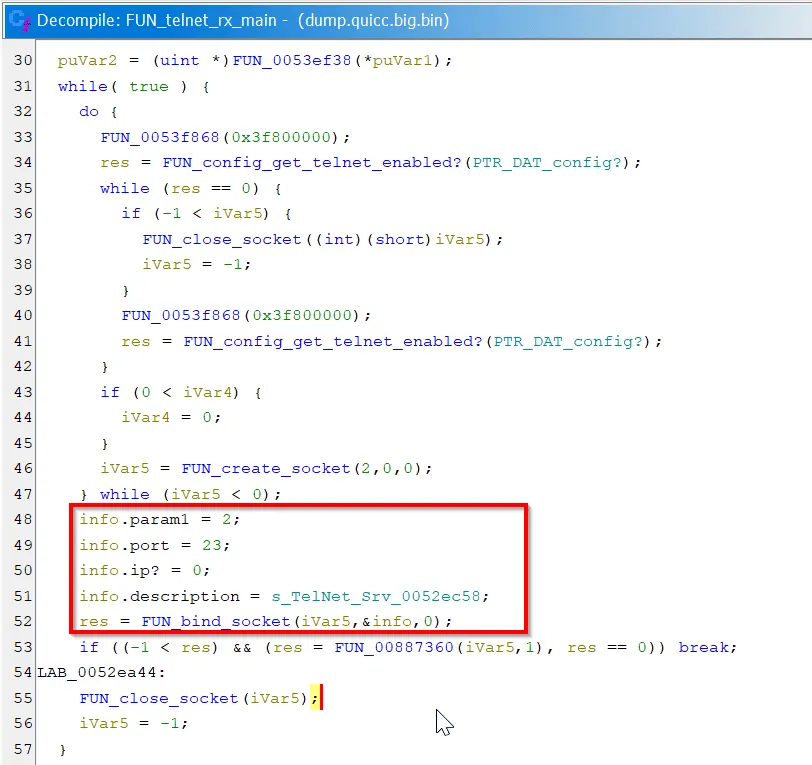 Decompile: FUN_telnet_rx_main - (dump.quicc.big.bin)
30 puVar2 = (uint *)FUN_0053ef38(*puVar1);
31 while( true ) {
32 do {
33 FUN_0053f868(0x3f800000);
34 res = FUN_config_get_telnet_enabled?(PTR_DAT_config?);
35 while (res == 0) {
36 if (-1 < iVar5) {
37 FUN_close_socket((int)(short)iVar5);
38 iVar5 = -1;
39 }
40 FUN_0053f868(0x3f800000);
41 res = FUN_config_get_telnet_enabled?(PTR_DAT_config?);
42 }
43 if (0 < iVar4) {
44 iVar4 = 0;
45 }
46 iVar5 = FUN_create_socket(2,0,0);
47 } while (iVar5 < 0);
48 info.param1 = 2;
49 info.port = 23;
50 info.ip? = 0;
51 info.description = s_TelNet_Srv_0052ec58;
52 res = FUN_bind_socket(iVar5,&info,0);
53 if ((-1 < res) && (res = FUN_00887360(iVar5,1), res == 0)) break;
54 LAB_0052ea44:
55 FUN_close_socket(iVar5);
56 iVar5 = -1;
57 }